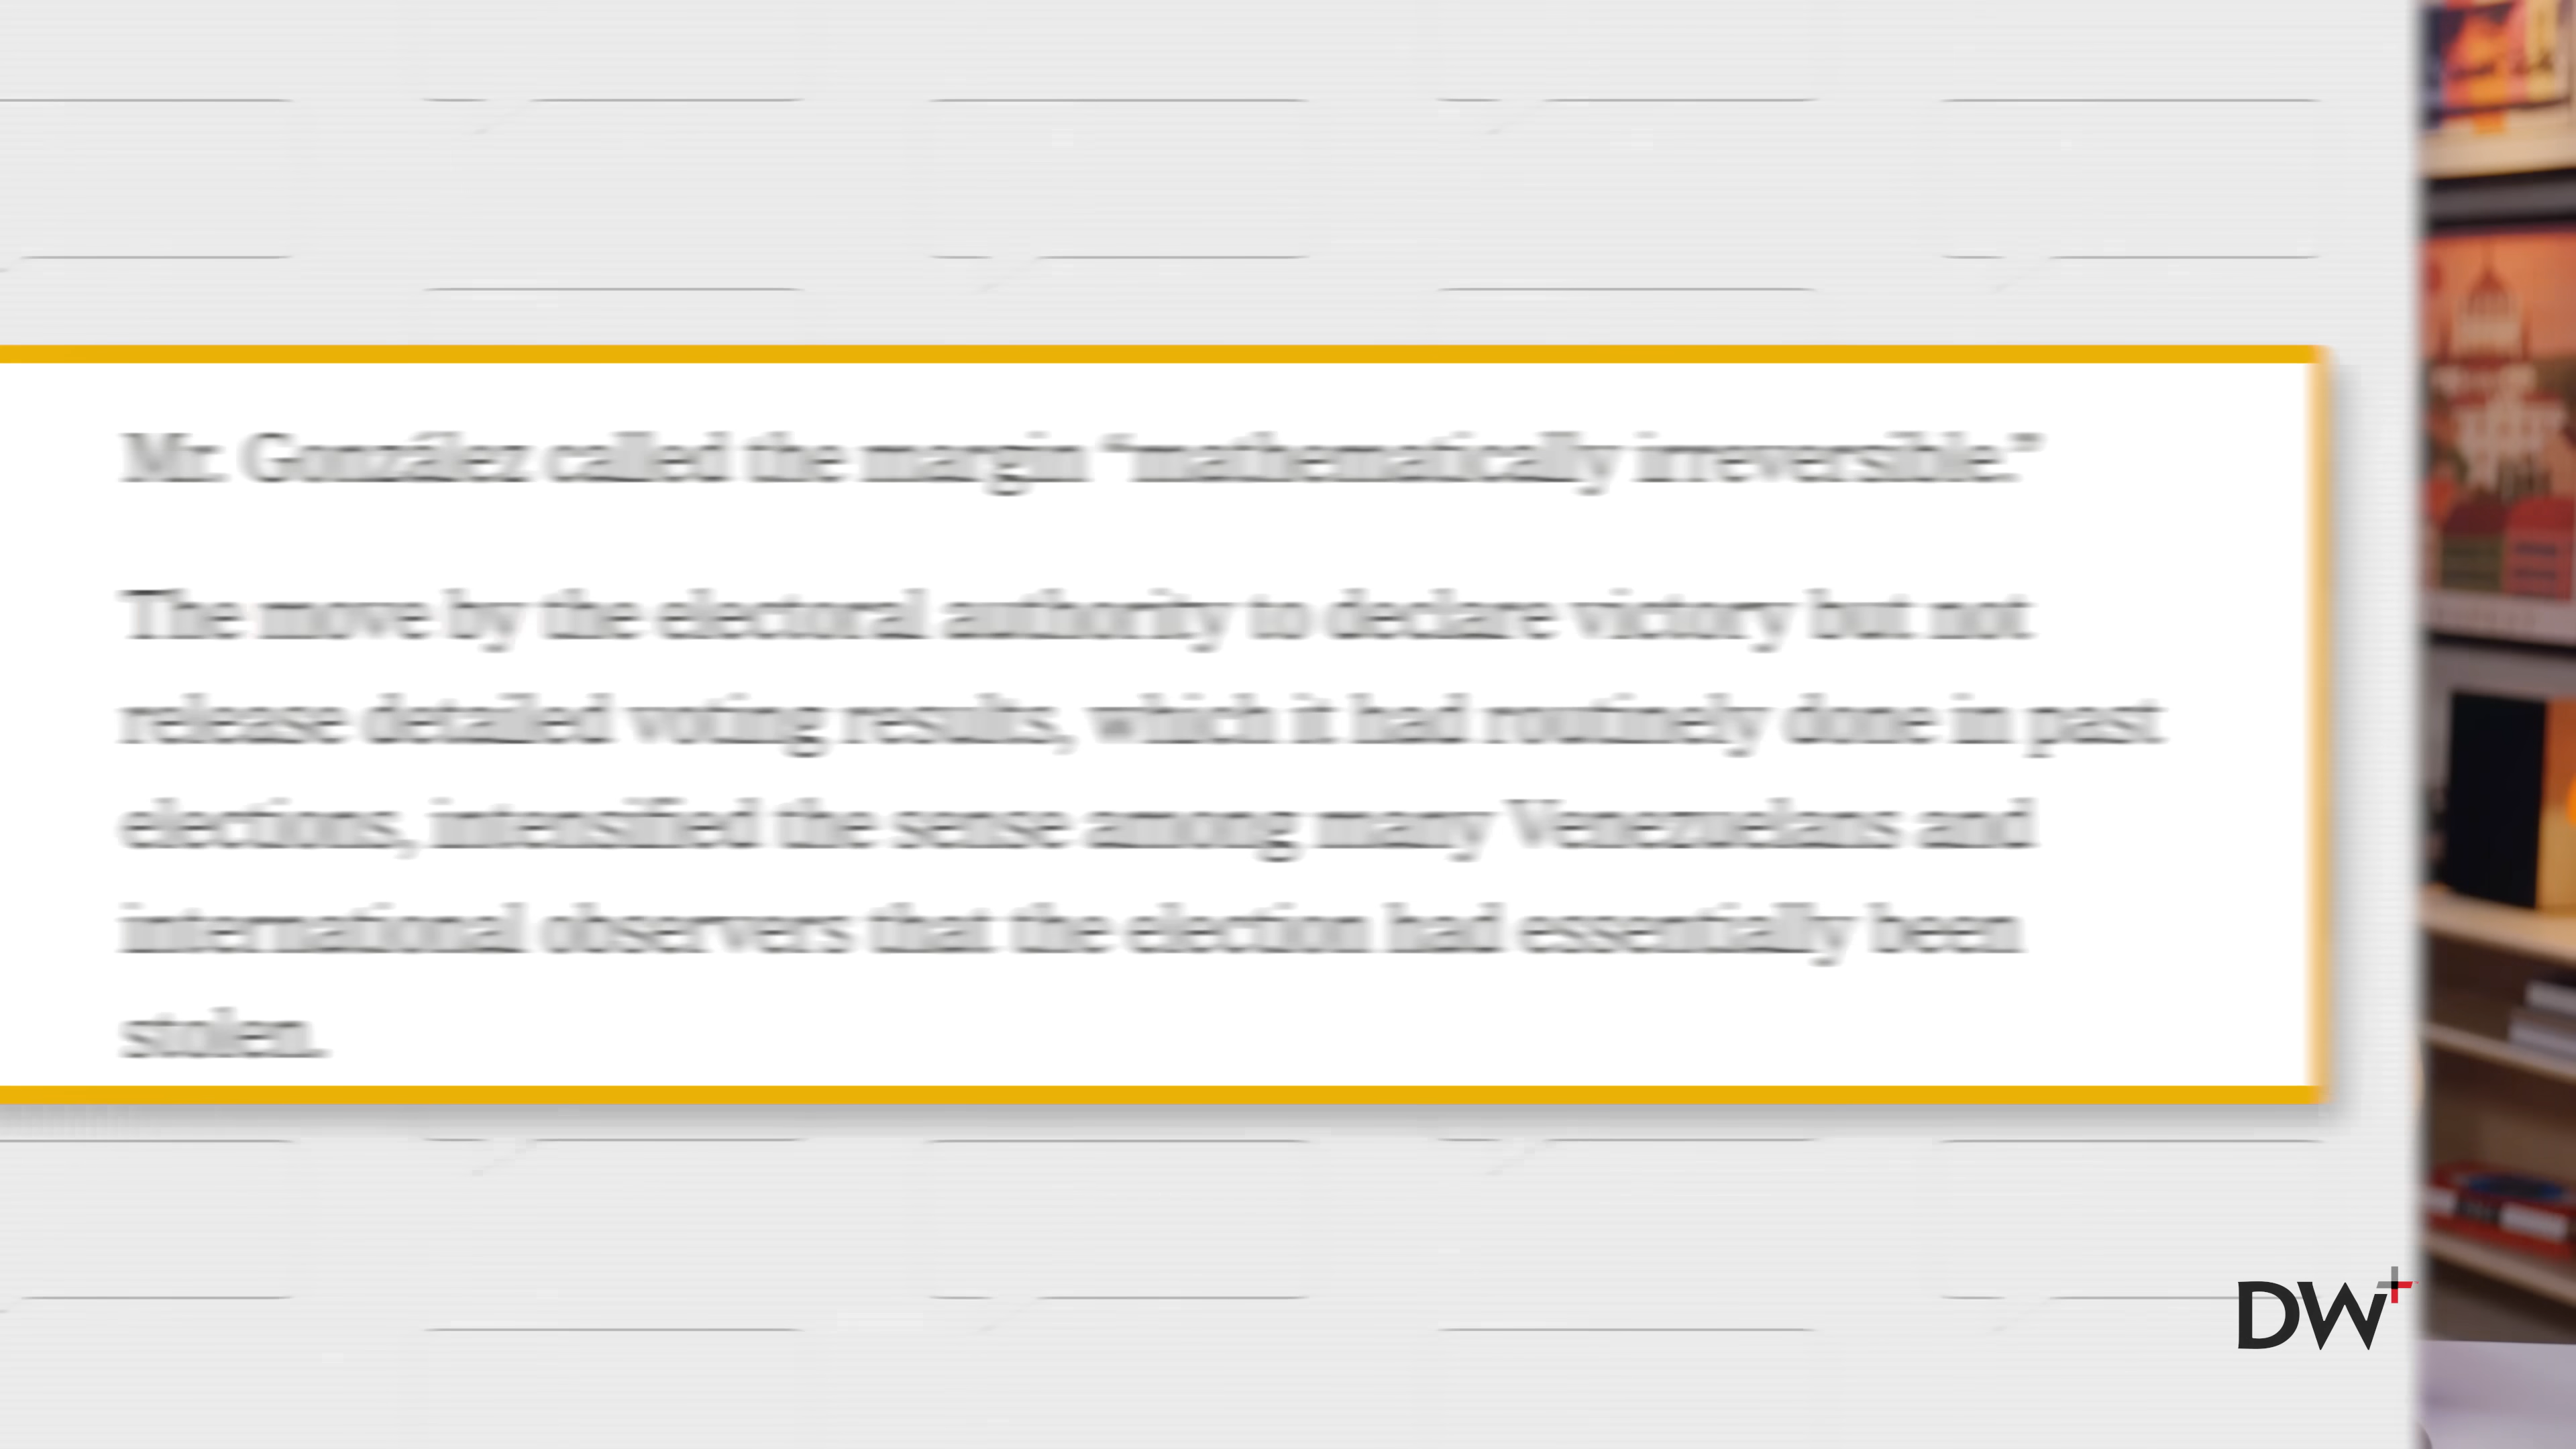 Mr. González called the margin “mathematically irreversible.”
The move by the electoral authority to declare victory but not
release detailed voting results, which it had routinely done in past
elections, intensified the sense among many Venezuelans and
international observers that the election had essentially been
stolen.
DW+